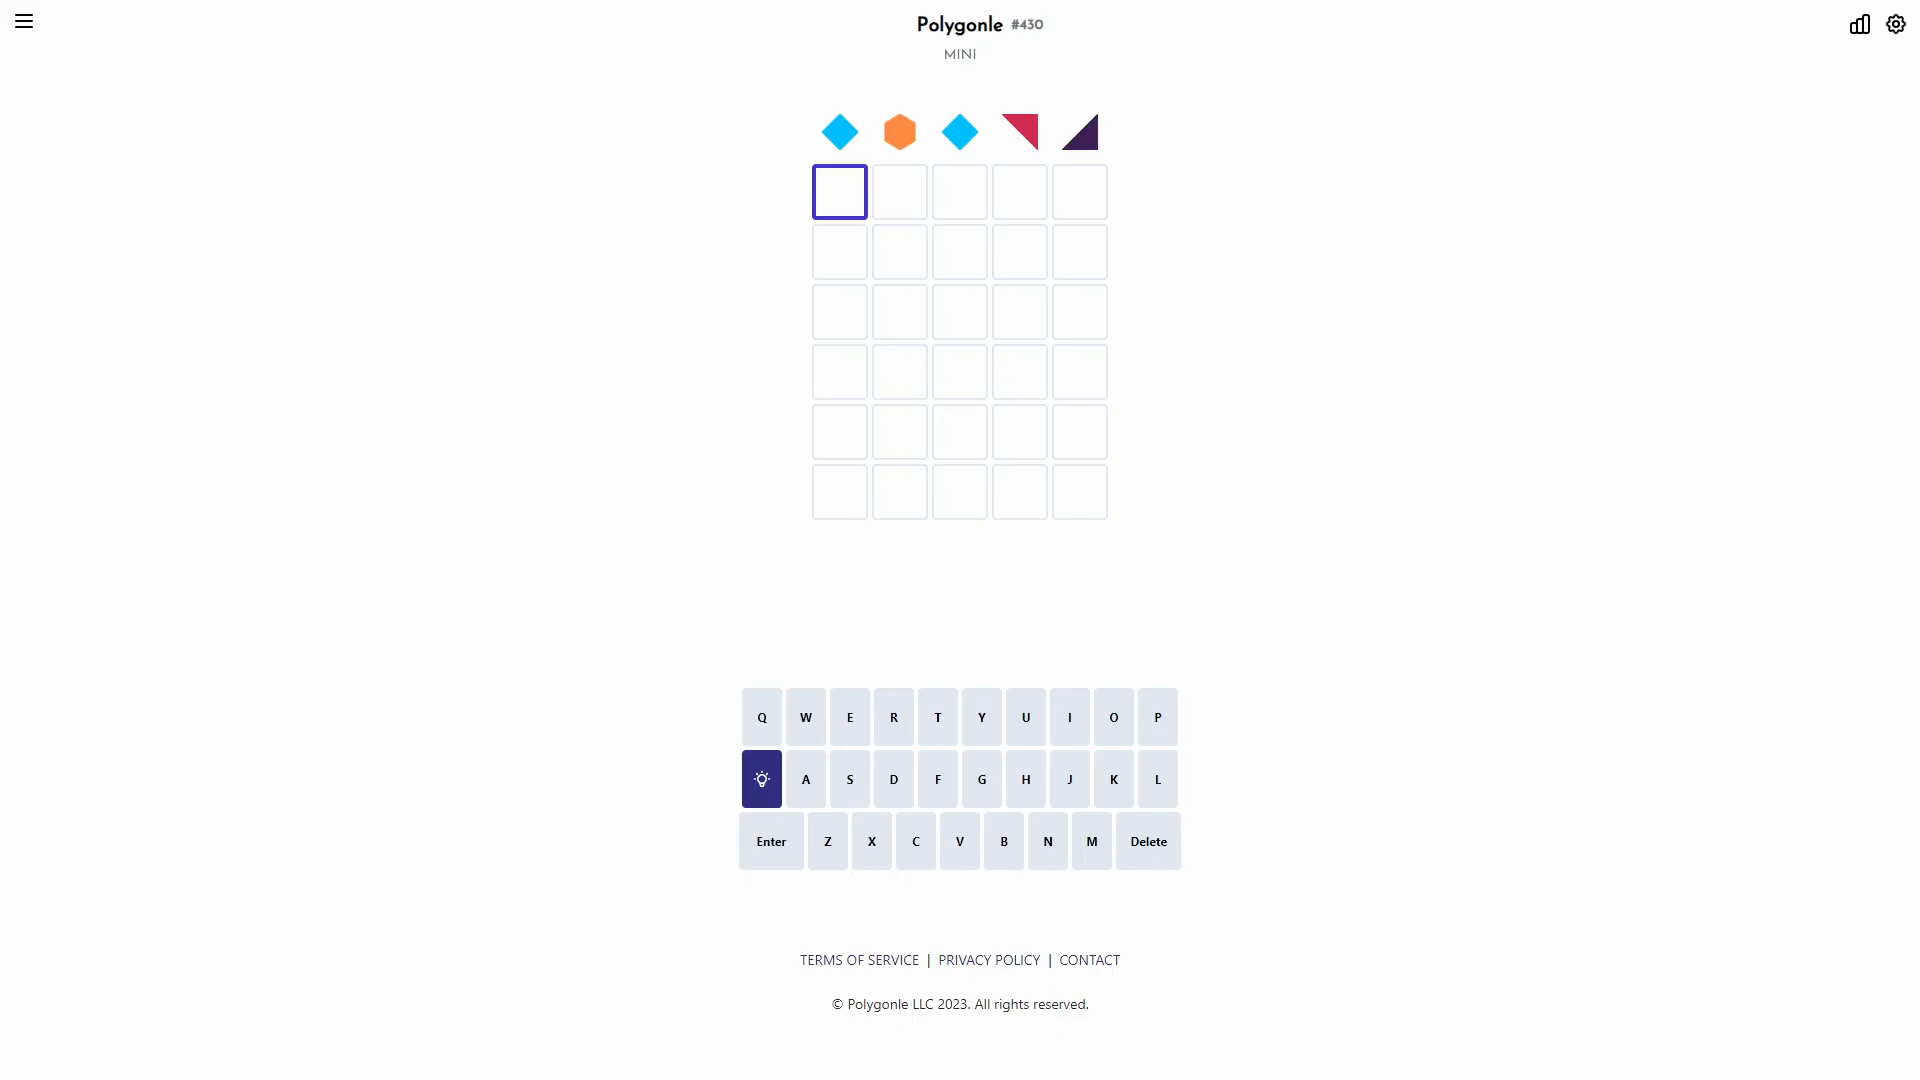 Polygonle #430
MINI
Q W E R T Y U I O P
A S D F G H J K L
Enter Z X C V B N M Delete
TERMS OF SERVICE | PRIVACY POLICY | CONTACT
© Polygonle LLC 2023. All rights reserved.